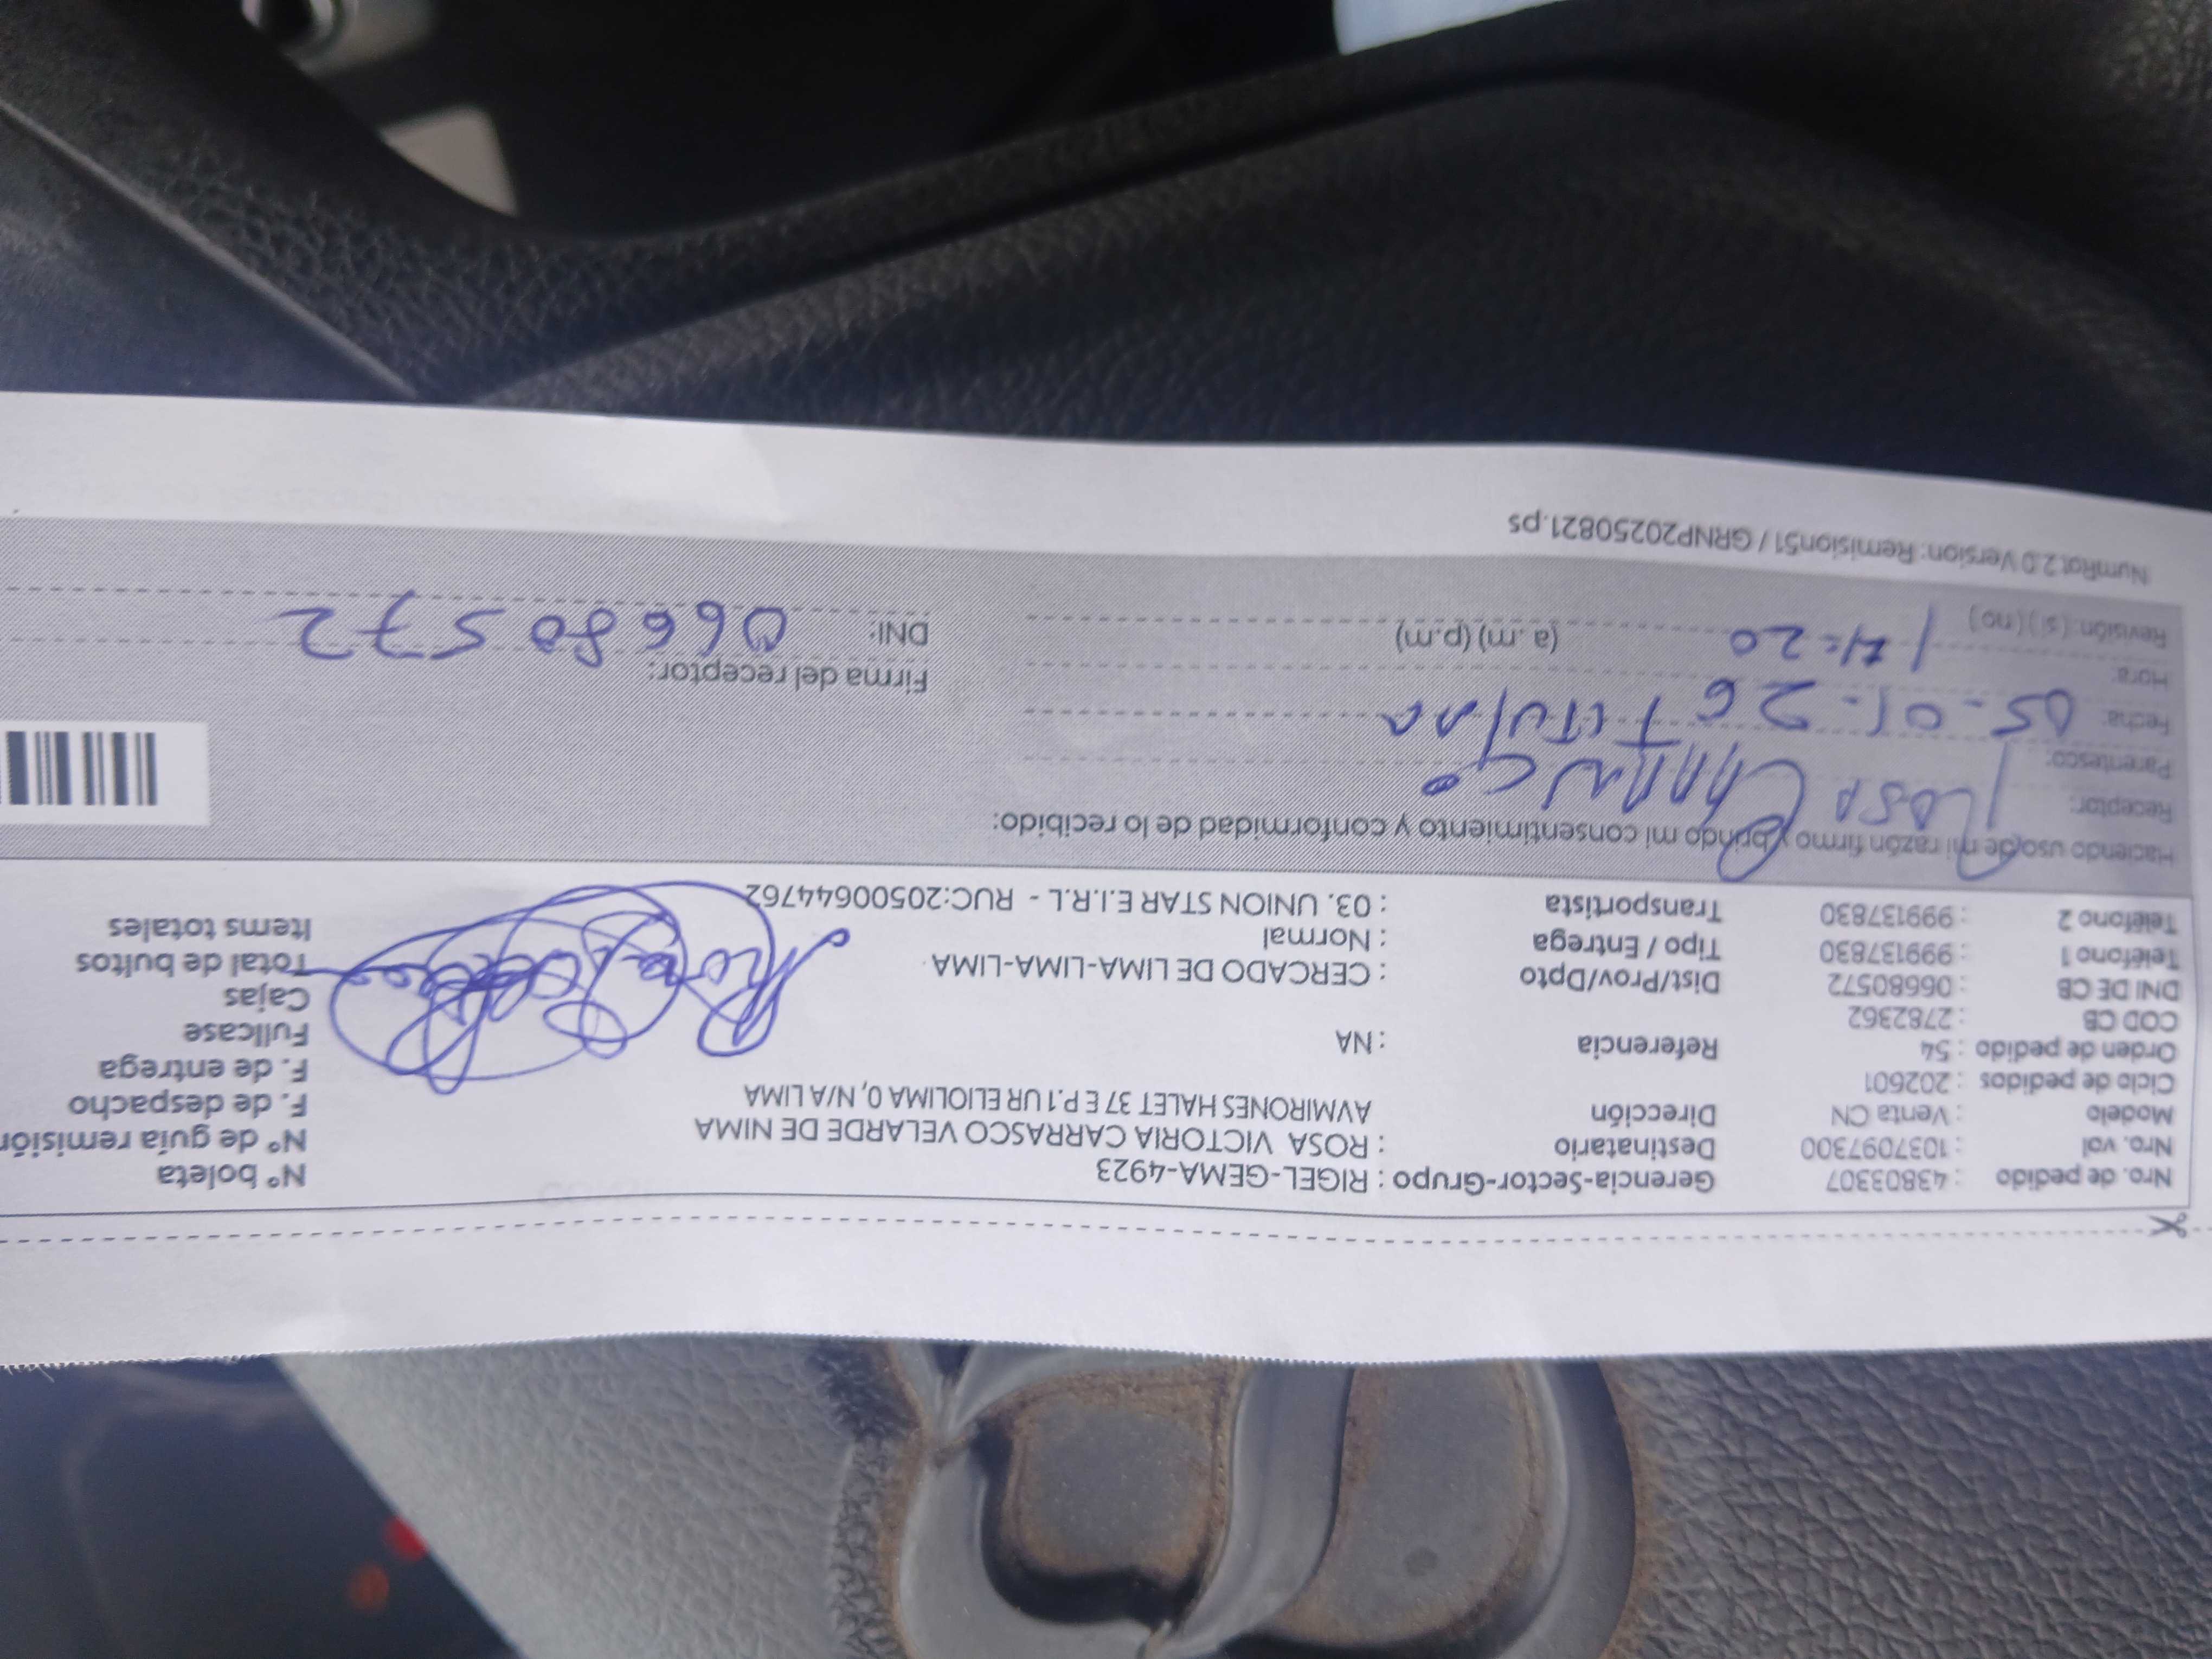 Nro. de pedido : 43803307 Gerencia-Sector-Grupo : RIGEL-GEMA-4923 N° boleta
Nro. val : 1037097300 Destinatario : ROSA VICTORIA CARRASCO VELARDE DE NIMA N° de guía remisión
Modelo : Venta CN Dirección AVMIRONES HALET 37 E P.1 UR ELIOLIMA 0, N/A LIMA F. de despacho
Ciclo de pedidos : 202601 F. de entrega
Orden de pedido : 54 Referencia : NA Fullcase
COD CB : 2782362 Cajas
DNI DE CB : 06680572 Dist/Prov/Dpto : CERCADO DE LIMA-LIMA-LIMA Total de bultos
Teléfono 1 : 999137830 Tipo / Entrega : Normal Items totales
Teléfono 2 : 999137830 Transportista : 03. UNION STAR E.I.R.L - RUC:20500644762
Haciendo uso de mi razón firmo y brindo mi consentimiento y conformidad de lo recibido:
Receptor: Rosa
Parentesco: Titular
Fecha: 05-01-26 Firma del receptor:
Hora: (a.m) (p.m) DNI: 06680572
Revisión: (si) (no)
NumRot 2.0 Version: Remision51 / GRNP20250821.ps